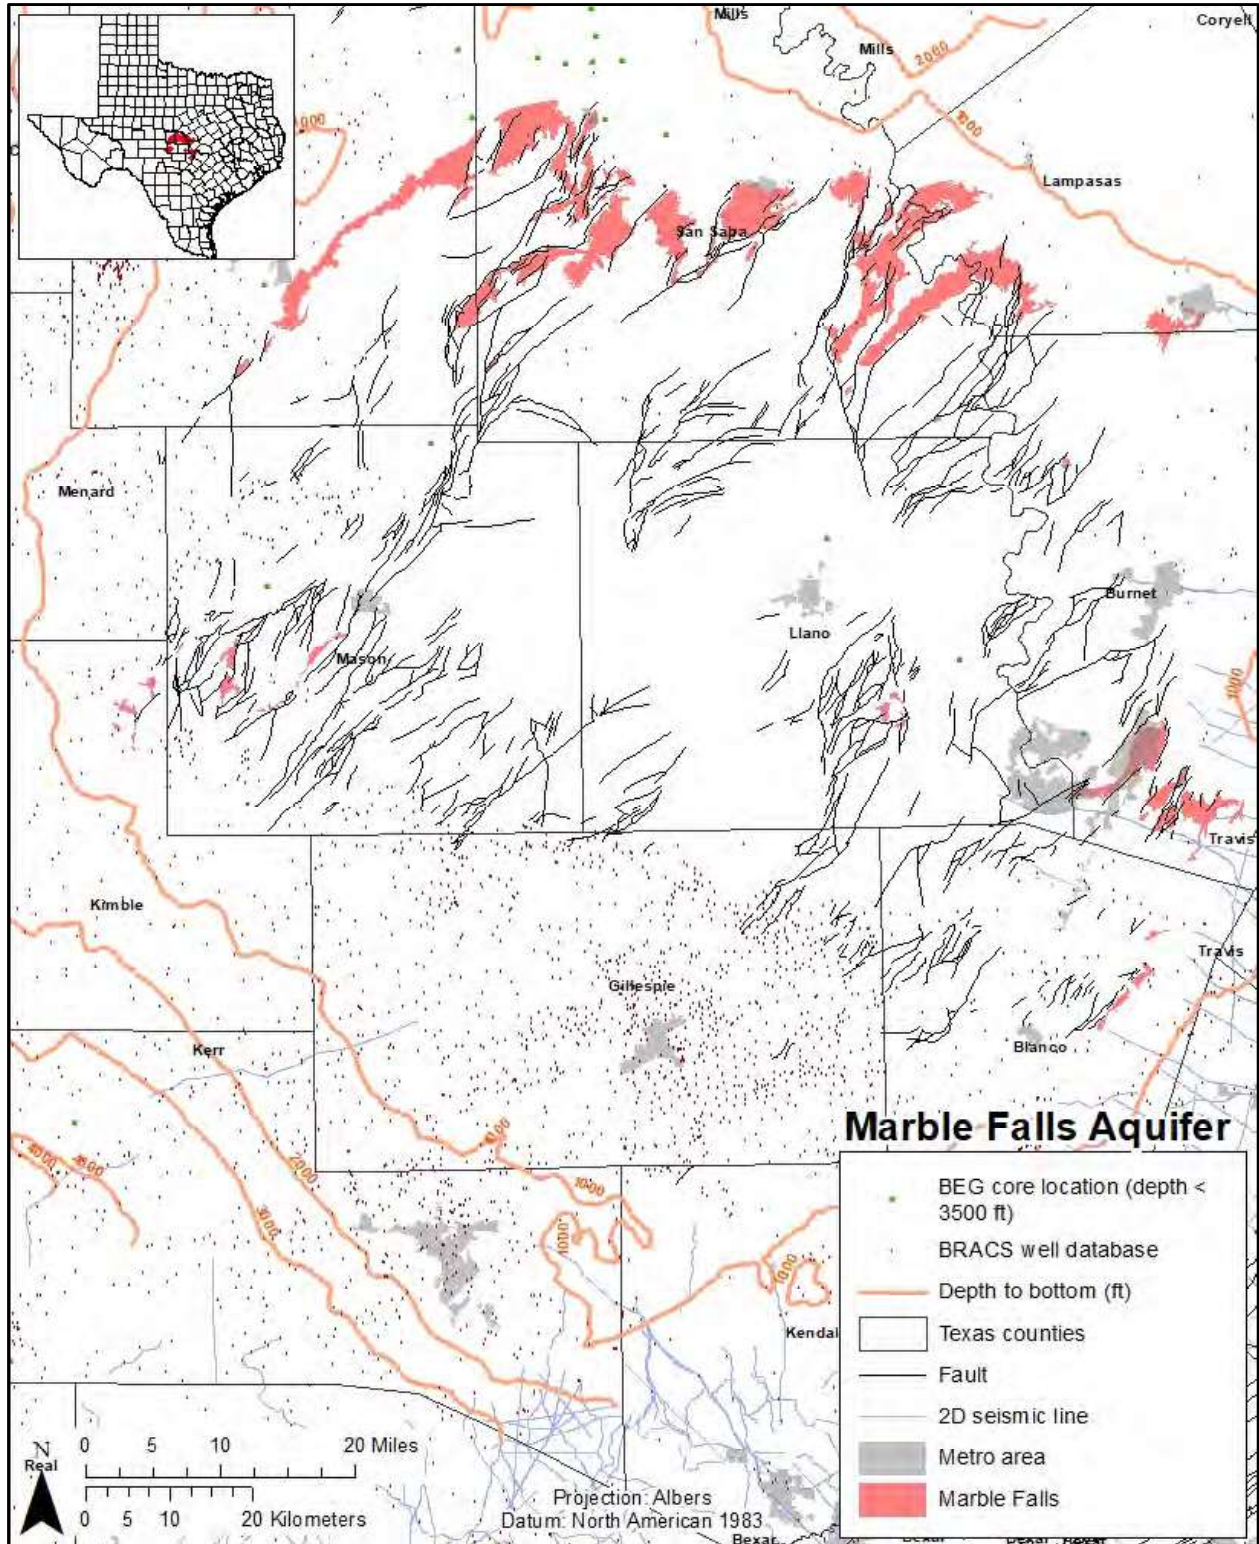 Mills
Coryell
Mills
2000
1000
1000
Lampasas
San Saba
Menard
Burnet
Llano
Mason
1000
Travis
Kimble
Travis
Gillespie
Kerr
Blanco
Marble Falls Aquifer
2000
1000
1000
3000
1000
Kendal
BEG core location (depth <
3500 ft)
BRACS well database
Depth to bottom (ft)
Texas counties
Fault
2D seismic line
Metro area
Marble Falls
N
Real
0 5 10 20 Miles
0 5 10 20 Kilometers
Projection: Albers
Datum: North American 1983
Bexar